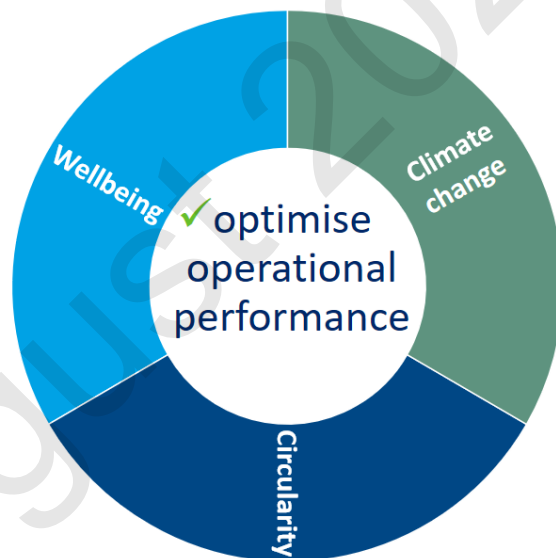 Wellbeing
Climate
change
✓optimise
operational
performance
Circularity